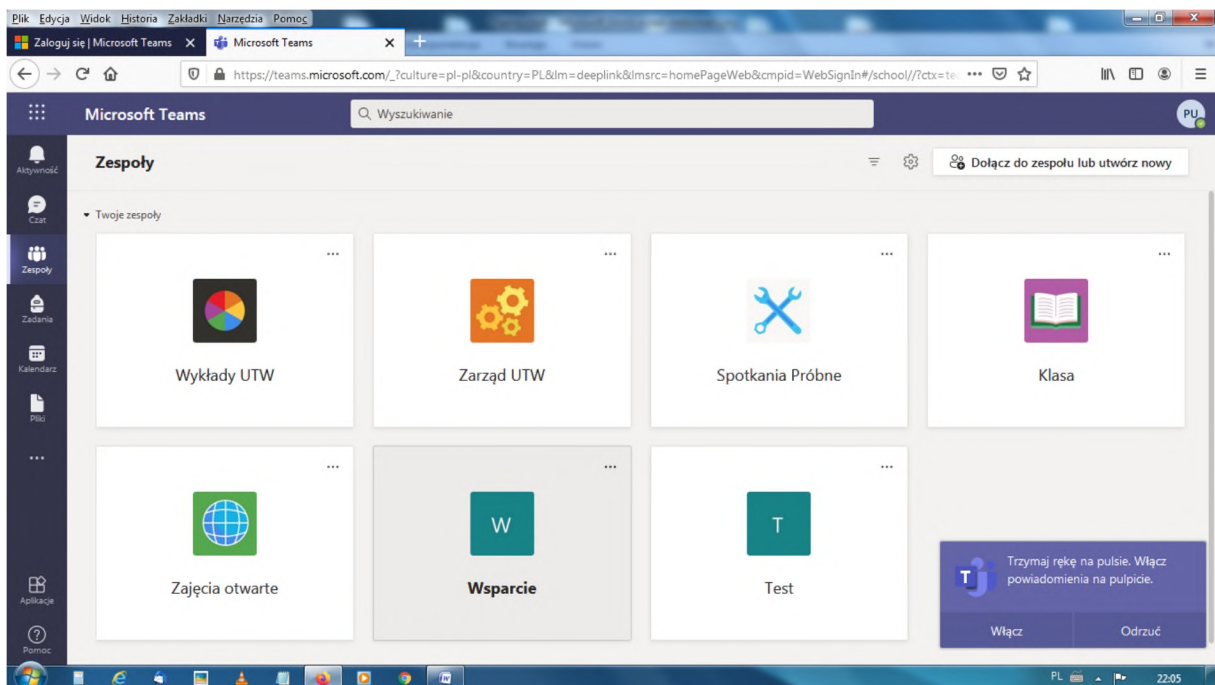 Plik Edycja Widok Historia Zakładki Narzędzia Pomoc
Zaloguj się | Microsoft Teams
Microsoft Teams
https://teams.microsoft.com/_?culture=pl-pl&country=PL&lm=deeplink&lmsrc=homePageWeb&cmpid=WebSignIn#/school//?ctx=te
Microsoft Teams
Wyszukiwanie
PU
Aktywność
Czat
Zespoły
Zadania
Kalendarz
Pliki
Aplikacje
Pomoc
Zespoły
Dołącz do zespołu lub utwórz nowy
Twoje zespoły
Wykłady UTW
Zarząd UTW
Spotkania Próbne
Klasa
Zajęcia otwarte
W
Wsparcie
T
Test
T
Trzymaj rękę na pulsie. Włącz
powiadomienia na pulpicie.
Włącz
Odrzuć
W
PL
22:05